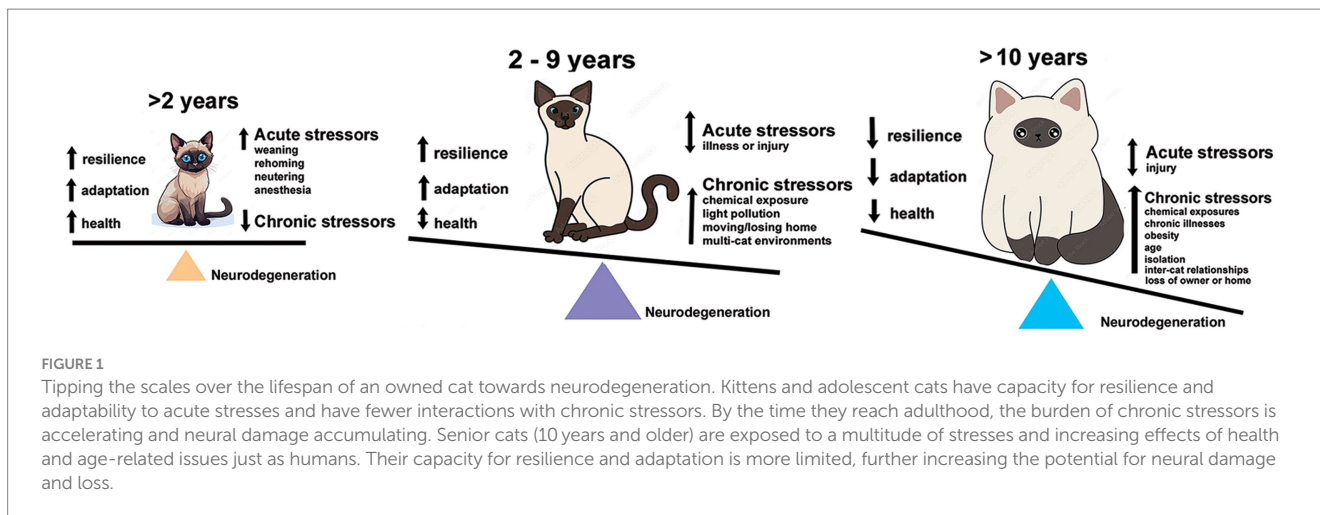 >2 years
resilience
adaptation
health
Acute stressors
weaning
rehoming
neutering
anesthesia
Chronic stressors
Neurodegeneration
2 - 9 years
resilience
adaptation
health
Acute stressors
illness or injury
Chronic stressors
chemical exposure
light pollution
moving/losing home
multi-cat environments
Neurodegeneration
>10 years
resilience
adaptation
health
Acute stressors
injury
Chronic stressors
chemical exposures
chronic illnesses
obesity
age
isolation
inter-cat relationships
loss of owner or home
Neurodegeneration
FIGURE 1
Tipping the scales over the lifespan of an owned cat towards neurodegeneration. Kittens and adolescent cats have capacity for resilience and
adaptability to acute stresses and have fewer interactions with chronic stressors. By the time they reach adulthood, the burden of chronic stressors is
accelerating and neural damage accumulating. Senior cats (10 years and older) are exposed to a multitude of stresses and increasing effects of health
and age-related issues just as humans. Their capacity for resilience and adaptation is more limited, further increasing the potential for neural damage
and loss.